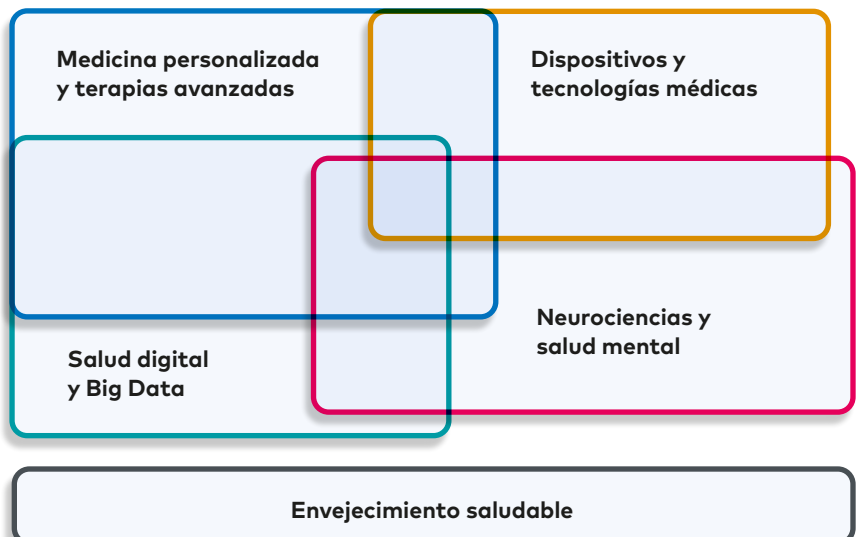 Medicina personalizada
y terapias avanzadas
Dispositivos y
tecnologías médicas
Neurociencias y
salud mental
Salud digital
y Big Data
Envejecimiento saludable